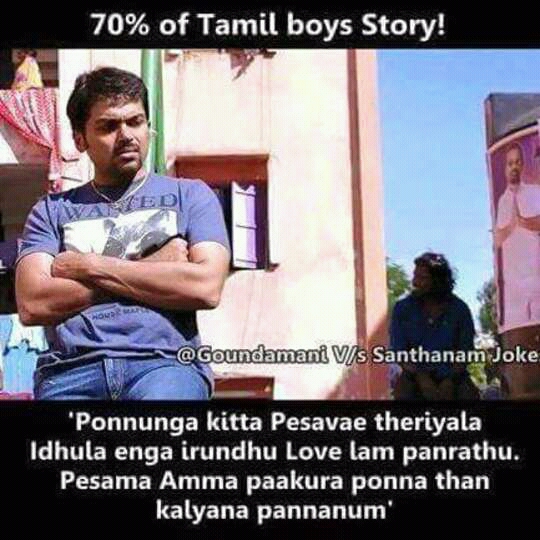 70% of Tamil boys Story!
WANTED
@Goundamani V/s Santhanam Joke
'Ponnunga kitta Pesavae theriyala
Idhula enga irundhu Love lam panrathu.
Pesama Amma paakura ponna than
kalyana pannanum'